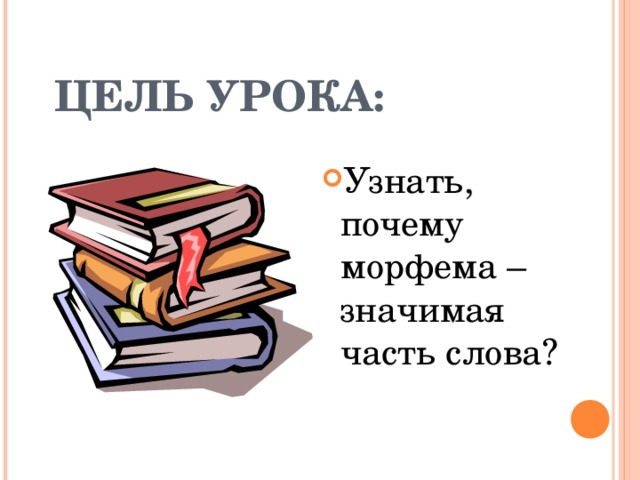 ЦЕЛЬ УРОКА:
Узнать,
почему
морфема –
значимая
часть слова?